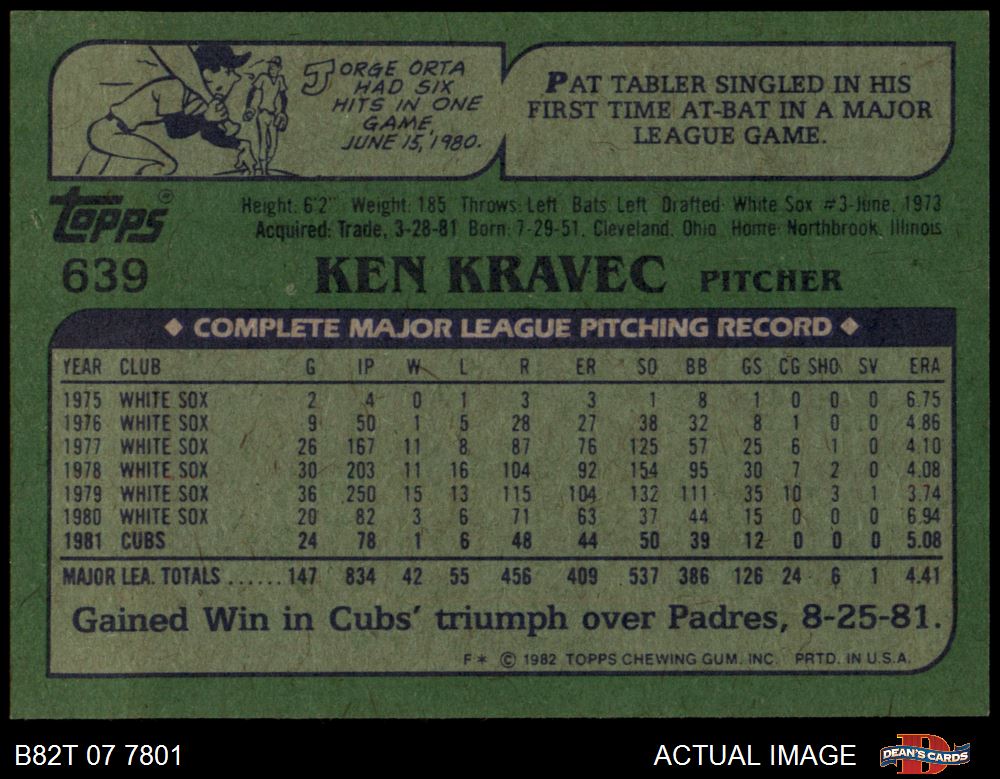 JORGE ORTA
HAD SIX
HITS IN ONE
GAME,
JUNE 15, 1980.
PAT TABLER SINGLED IN HIS
FIRST TIME AT-BAT IN A MAJOR
LEAGUE GAME.
Topps®
639
Height: 6'2" Weight: 185 Throws: Left Bats: Left Drafted: White Sox #3-June, 1973
Acquired: Trade, 3-28-81 Born: 7-29-51, Cleveland, Ohio Home: Northbrook, Illinois
KEN KRAVEC PITCHER
◆ COMPLETE MAJOR LEAGUE PITCHING RECORD ◆
YEAR CLUB G IP W L R ER SO BB GS CG SHO SV ERA
1975 WHITE SOX 2 4 0 1 3 3 1 8 1 0 0 0 6.75
1976 WHITE SOX 9 50 1 5 28 27 38 32 8 1 0 0 4.86
1977 WHITE SOX 26 167 11 8 87 76 125 57 25 6 1 0 4.10
1978 WHITE SOX 30 203 11 16 104 92 154 95 30 7 2 0 4.08
1979 WHITE SOX 36 250 15 13 115 104 132 111 35 10 3 1 3.74
1980 WHITE SOX 20 82 3 6 71 63 37 44 15 0 0 0 6.94
1981 CUBS 24 78 1 6 48 44 50 39 12 0 0 0 5.08
MAJOR LEA. TOTALS ...... 147 834 42 55 456 409 537 386 126 24 6 1 4.41
Gained Win in Cubs' triumph over Padres, 8-25-81.
F* © 1982 TOPPS CHEWING GUM, INC. PRTD. IN U.S.A.
B82T 07 7801
ACTUAL IMAGE
DEAN'S CARDS